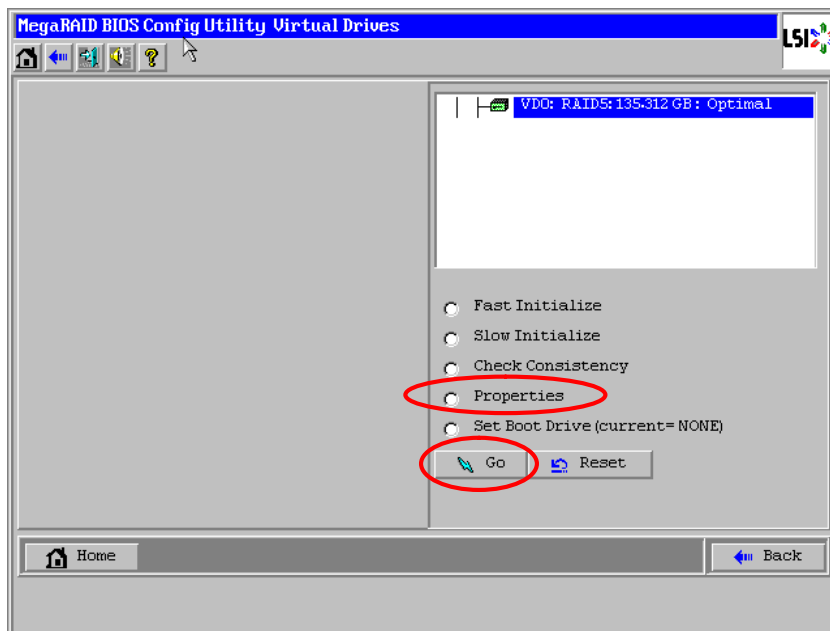 MegaRAID BIOS Config Utility Virtual Drives
LSI
VD0: RAID5: 135.312 GB: Optimal
Fast Initialize
Slow Initialize
Check Consistency
Properties
Set Boot Drive (current= NONE)
Go
Reset
Home
Back